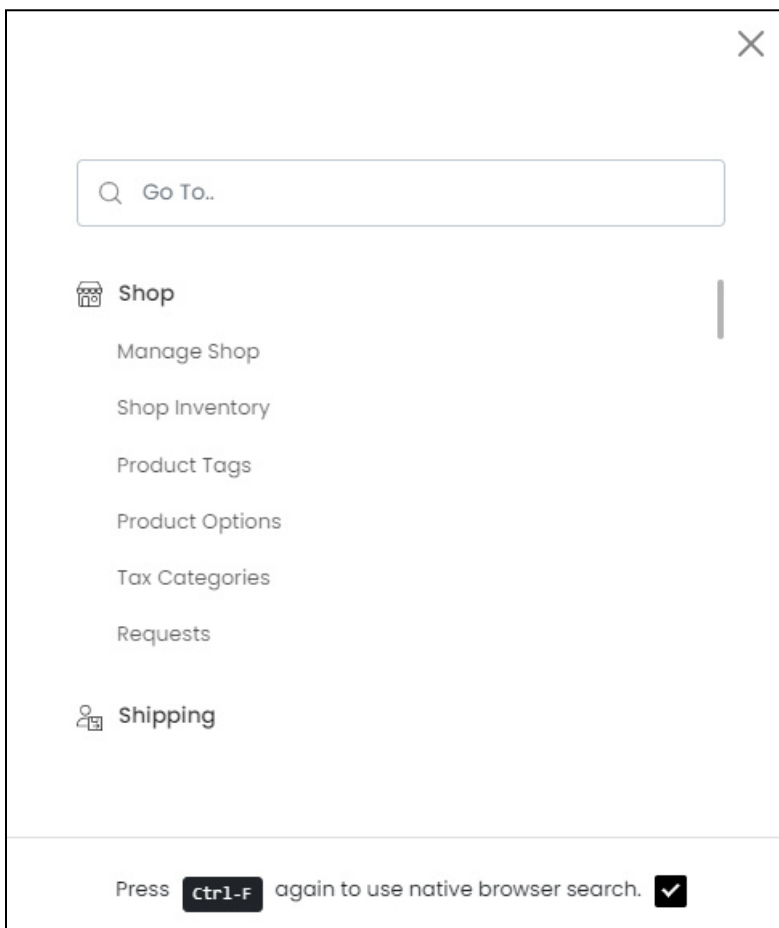 Go To..
Shop
Manage Shop
Shop Inventory
Product Tags
Product Options
Tax Categories
Requests
Shipping
Press Ctrl-F again to use native browser search.